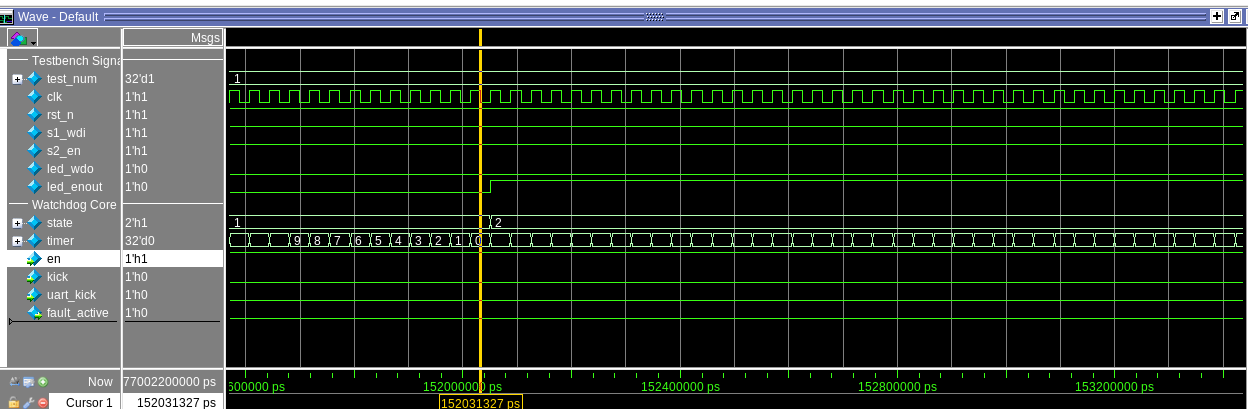 Wave - Default
Msgs
Testbench Signa
test_num 32'd1 1
clk 1'h1
rst_n 1'h1
s1_wdi 1'h1
s2_en 1'h1
led_wdo 1'h0
led_enout 1'h0
Watchdog Core
state 2'h1 1 2
timer 32'd0 9 8 7 6 5 4 3 2 1 0
en 1'h1
kick 1'h0
uart_kick 1'h0
fault_active 1'h0
Now 77002200000 ps 600000 ps 152000000 ps 152400000 ps 152800000 ps 153200000 ps
Cursor 1 152031327 ps 152031327 ps